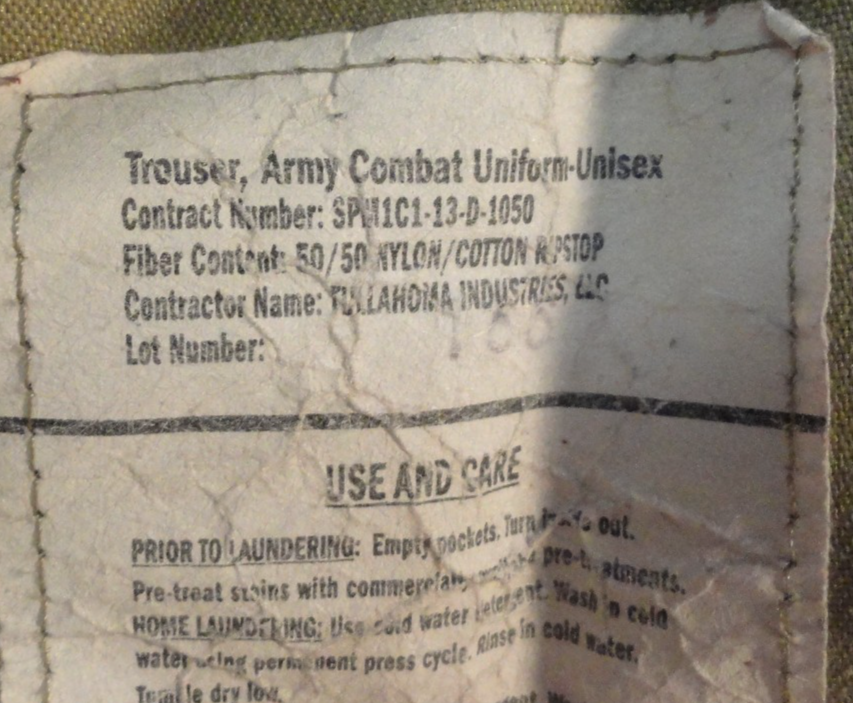 Trouser, Army Combat Uniform-Unisex
Contract Number: SPM1C1-13-D-1050
Fiber Content: 50/50 NYLON/COTTON RIPSTOP
Contractor Name: TULLAHOMA INDUSTRIES, LLC
Lot Number:
USE AND CARE
PRIOR TO LAUNDERING: Empty pockets. Turn inside out.
Pre-treat stains with commercially available pre-treatments.
HOME LAUNDERING: Use cold water detergent. Wash in cold
water using permanent press cycle. Rinse in cold water.
Tumble dry low.